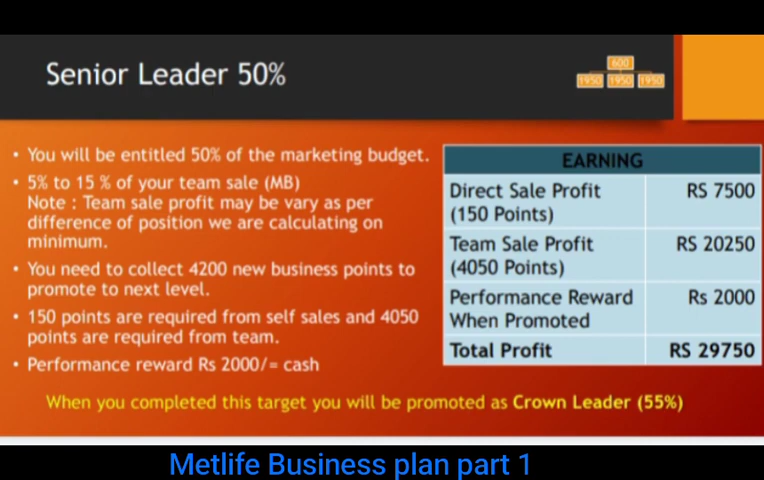 Senior Leader 50%
600
1950 1950 1950
• You will be entitled 50% of the marketing budget.
• 5% to 15 % of your team sale (MB)
Note : Team sale profit may be vary as per
difference of position we are calculating on
minimum.
• You need to collect 4200 new business points to
promote to next level.
• 150 points are required from self sales and 4050
points are required from team.
• Performance reward Rs 2000/= cash
EARNING
Direct Sale Profit RS 7500
(150 Points)
Team Sale Profit RS 20250
(4050 Points)
Performance Reward Rs 2000
When Promoted
Total Profit RS 29750
When you completed this target you will be promoted as Crown Leader (55%)
Metlife Business plan part 1